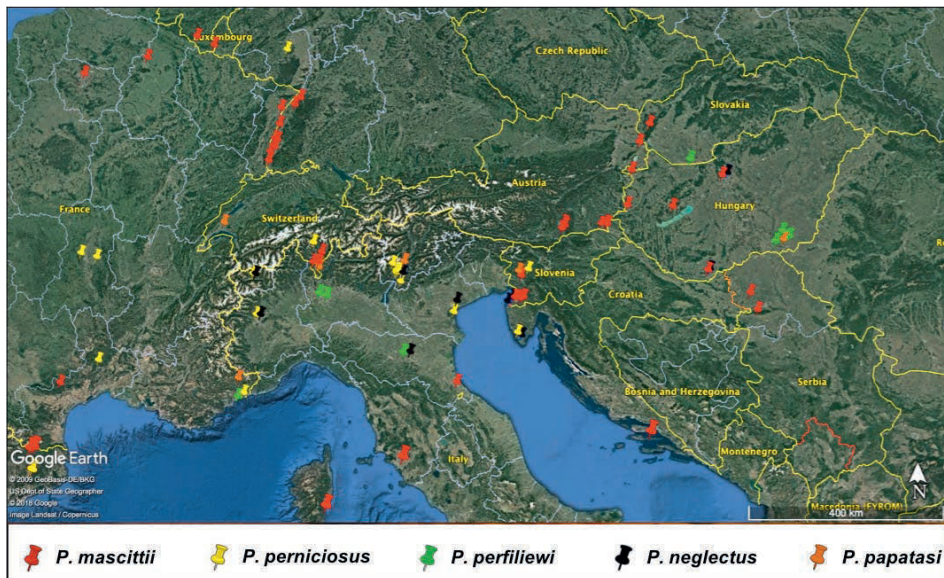 Luxembourg
Czech Republic
Slovakia
Austria
France
Switzerland
Hungary
Slovenia
Croatia
Bosnia and Herzegovina
Serbia
Montenegro
Italy
Macedonia (FYROM)
Google Earth
© 2009 GeoBasis-DE/BKG
US Dept of State Geographer
© 2018 Google
Image Landsat / Copernicus
N
400 km
P. mascittii P. perniciosus P. perfiliewi P. neglectus P. papatasi